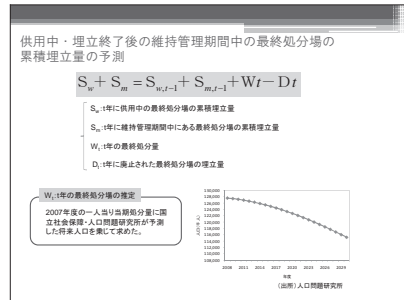 供用中・埋立終了後の維持管理期間中の最終処分場の
累積埋立量の予測
Sw + Sm = Sw,t-1 + Sm,t-1 + Wt - Dt
Sw:t年に供用中の最終処分場の累積埋立量
Sm:t年に維持管理期間中にある最終処分場の累積埋立量
Wt:t年の最終処分量
Dt:t年に廃止された最終処分場の埋立量
Wt:t年の最終処分場の推定
2007年度の一人当り当期処分量に国
立社会保障・人口問題研究所が予測
した将来人口を乗じて求めた。
130,000
128,000
126,000
124,000
122,000
120,000
118,000
116,000
114,000
112,000
110,000
108,000
2008 2011 2014 2017 2020 2023 2026 2029
年度
(出所)人口問題研究所